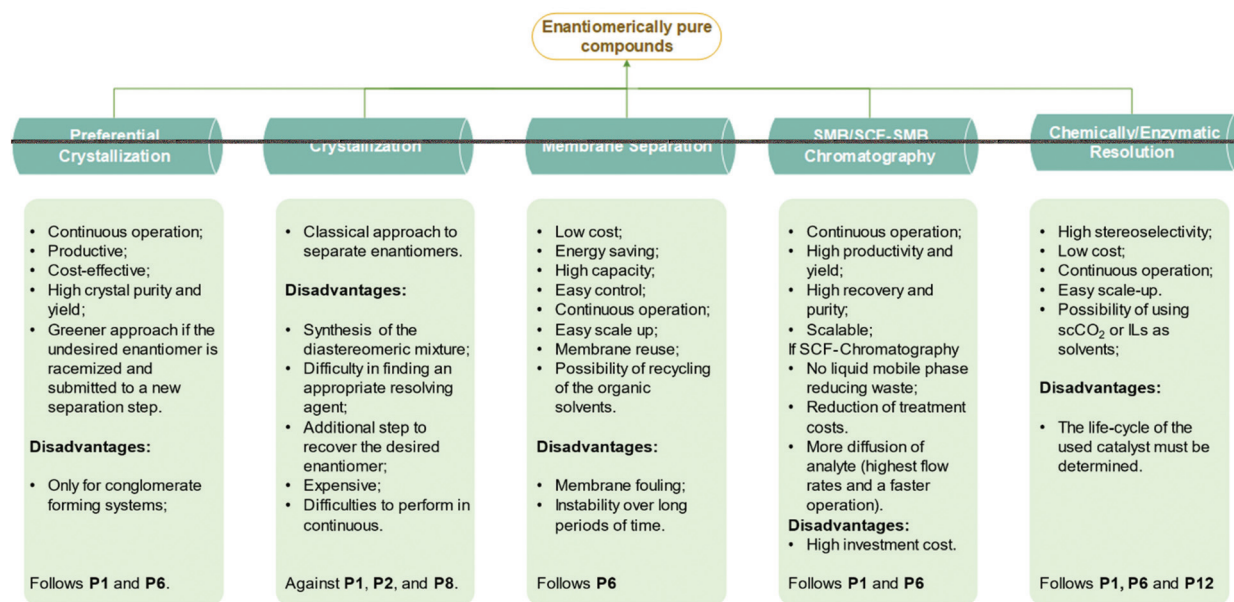 Enantiomerically pure
compounds
Preferential
Crystallization
Crystallization
Membrane Separation
SMB/SCF-SMB
Chromatography
Chemically/Enzymatic
Resolution
• Continuous operation;
• Productive;
• Cost-effective;
• High crystal purity and
yield;
• Greener approach if the
undesired enantiomer is
racemized and
submitted to a new
separation step.
Disadvantages:
• Only for conglomerate
forming systems;
Follows P1 and P6.
• Classical approach to
separate enantiomers.
Disadvantages:
• Synthesis of the
diastereomeric mixture;
• Difficulty in finding an
appropriate resolving
agent;
• Additional step to
recover the desired
enantiomer;
• Expensive;
• Difficulties to perform in
continuous.
Against P1, P2, and P8.
• Low cost;
• Energy saving;
• High capacity;
• Easy control;
• Continuous operation;
• Easy scale up;
• Membrane reuse;
• Possibility of recycling
of the organic
solvents.
Disadvantages:
• Membrane fouling;
• Instability over long
periods of time.
Follows P6
• Continuous operation;
• High productivity and
yield;
• High recovery and
purity;
• Scalable;
If SCF-Chromatography
• No liquid mobile phase
reducing waste;
• Reduction of treatment
costs.
• More diffusion of
analyte (highest flow
rates and a faster
operation).
Disadvantages:
• High investment cost.
Follows P1 and P6
• High stereoselectivity;
• Low cost;
• Continuous operation;
• Easy scale-up.
• Possibility of using
scCO₂ or ILs as
solvents;
Disadvantages:
• The life-cycle of the
used catalyst must be
determined.
Follows P1, P6 and P12